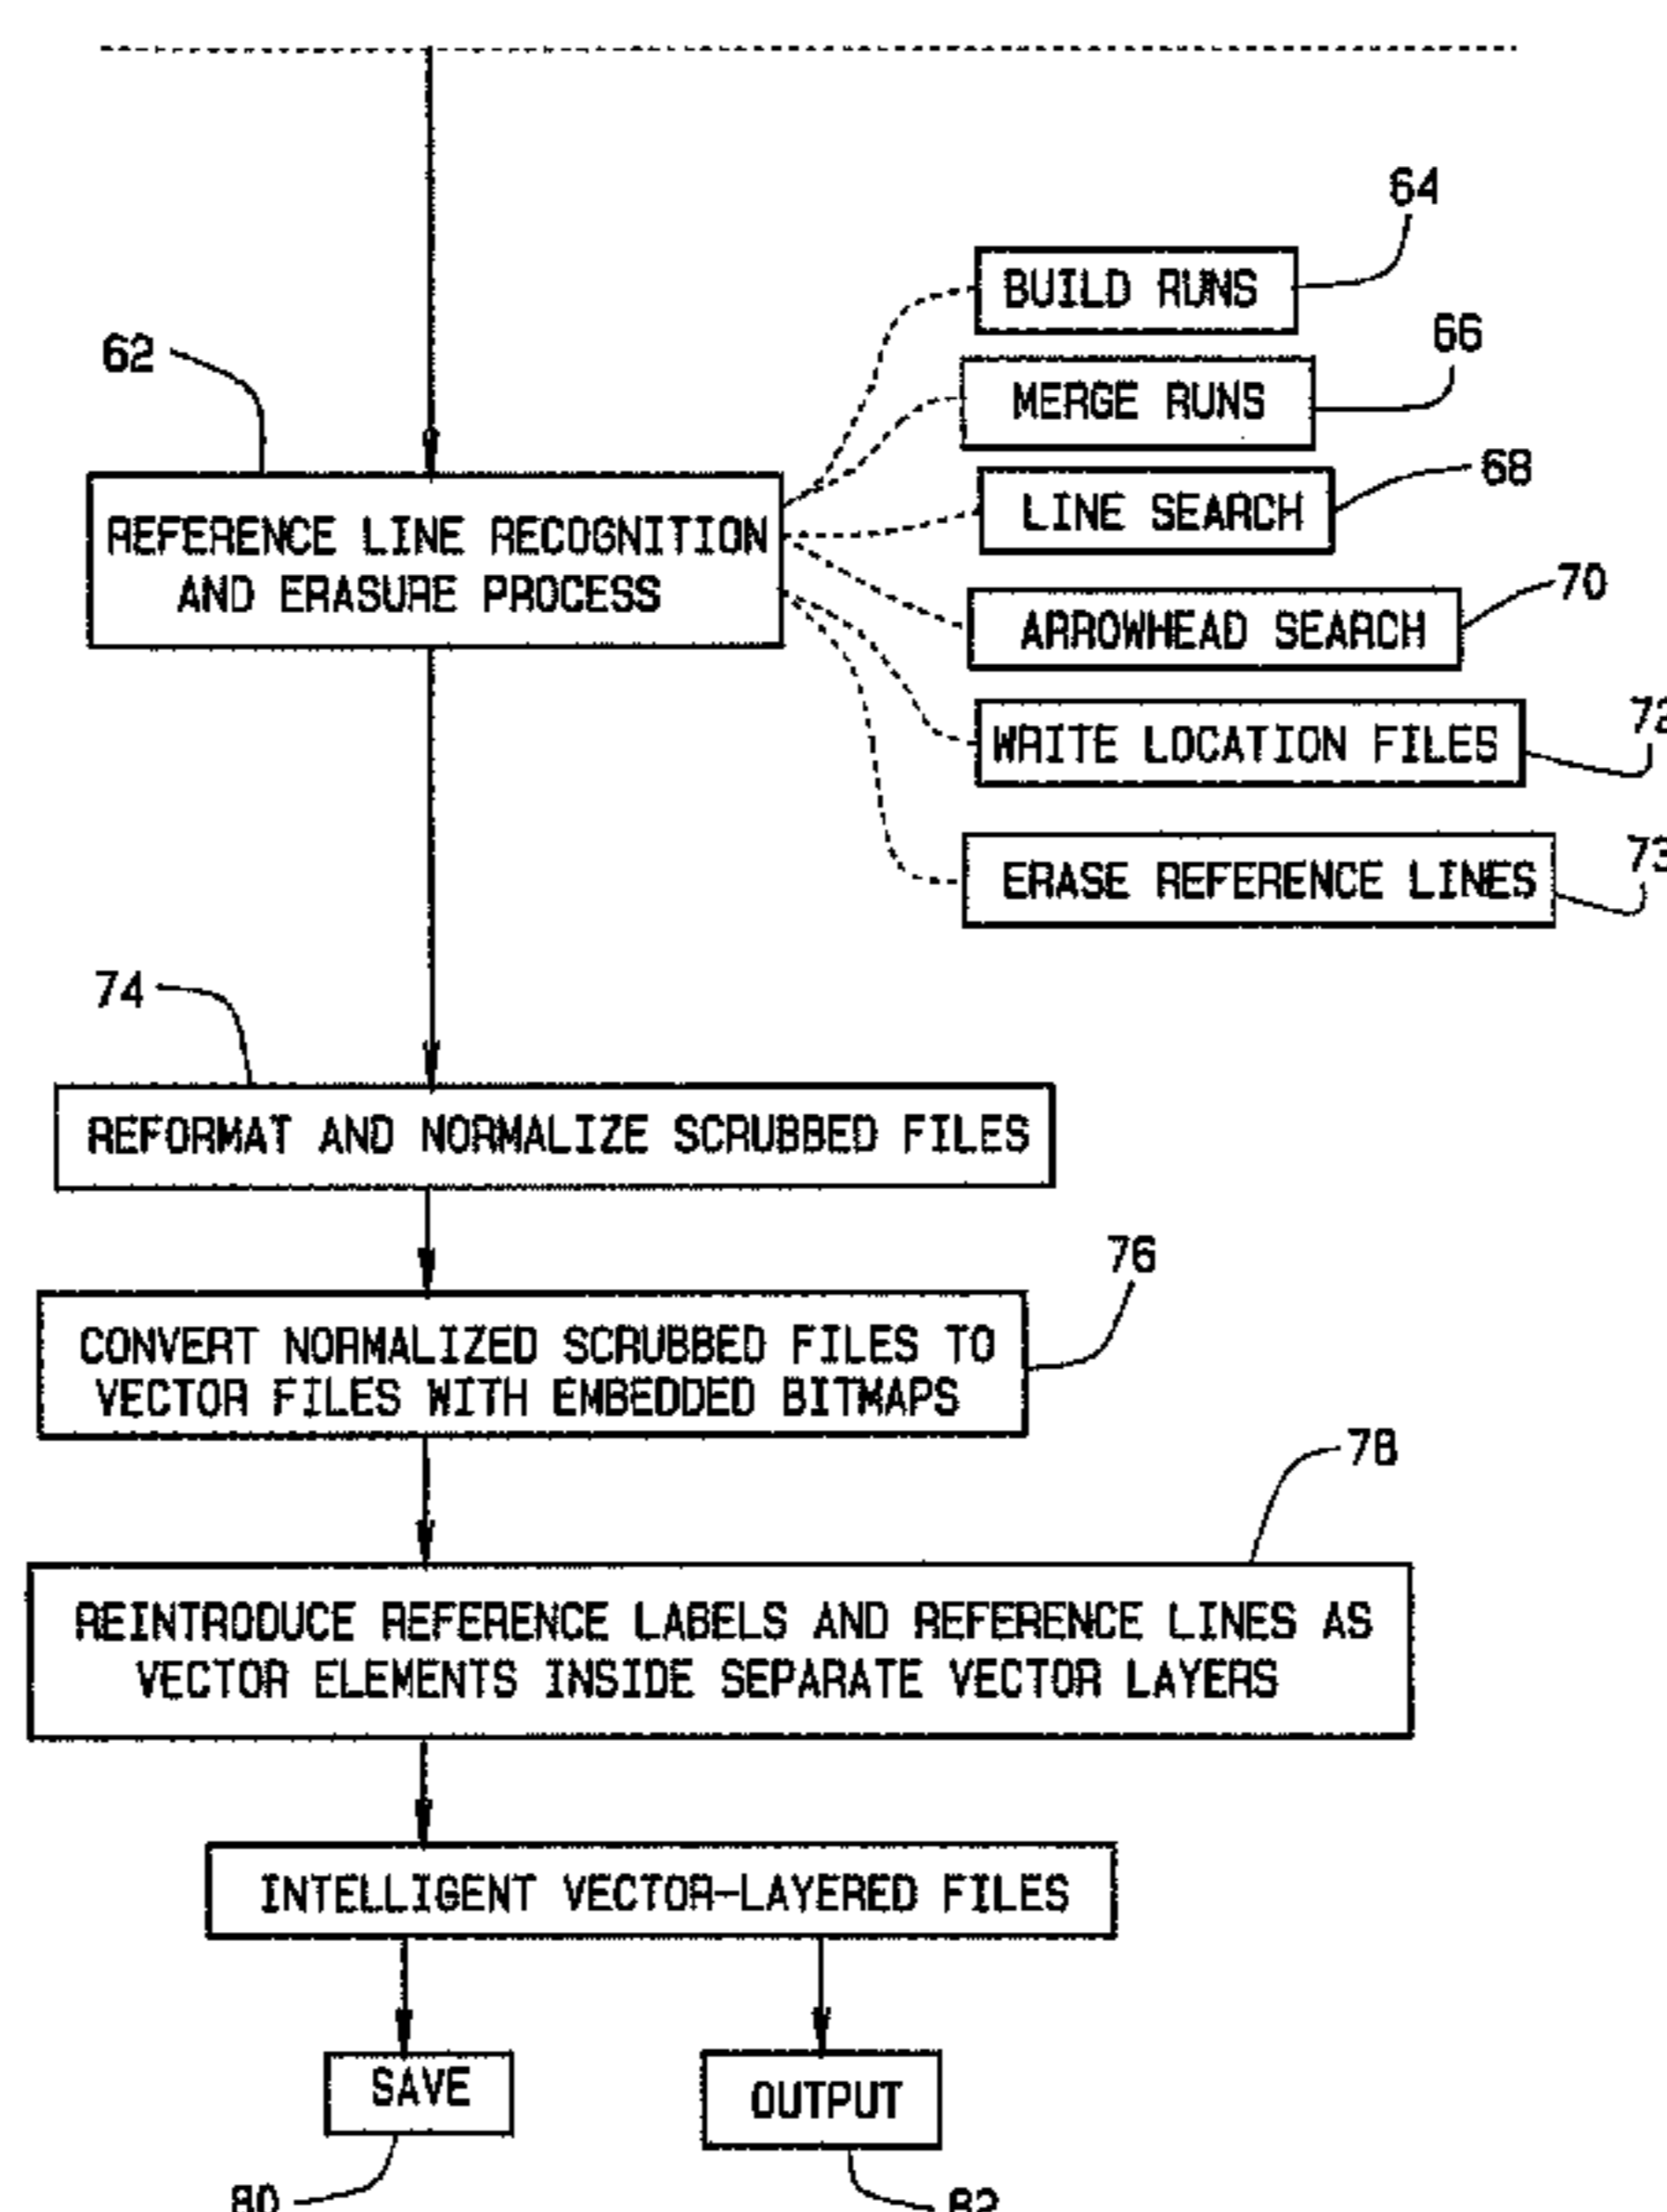 64
BUILD RUNS
66
MERGE RUNS
62
68
LINE SEARCH
REFERENCE LINE RECOGNITION
AND ERASURE PROCESS
70
ARROWHEAD SEARCH
72
WRITE LOCATION FILES
73
ERASE REFERENCE LINES
74
REFORMAT AND NORMALIZE SCRUBBED FILES
76
CONVERT NORMALIZED SCRUBBED FILES TO
VECTOR FILES WITH EMBEDDED BITMAPS
78
REINTRODUCE REFERENCE LABELS AND REFERENCE LINES AS
VECTOR ELEMENTS INSIDE SEPARATE VECTOR LAYERS
INTELLIGENT VECTOR-LAYERED FILES
SAVE
OUTPUT
80
82